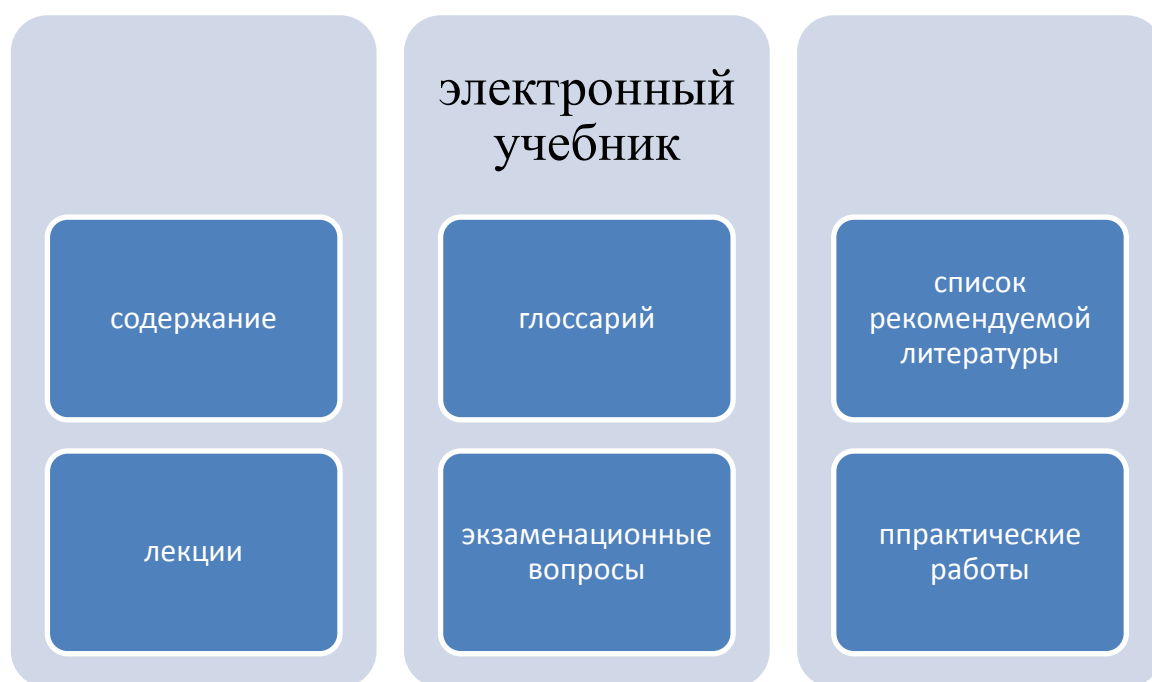 электронный
учебник
содержание
глоссарий
список
рекомендуемой
литературы
лекции
экзаменационные
вопросы
ппрактические
работы